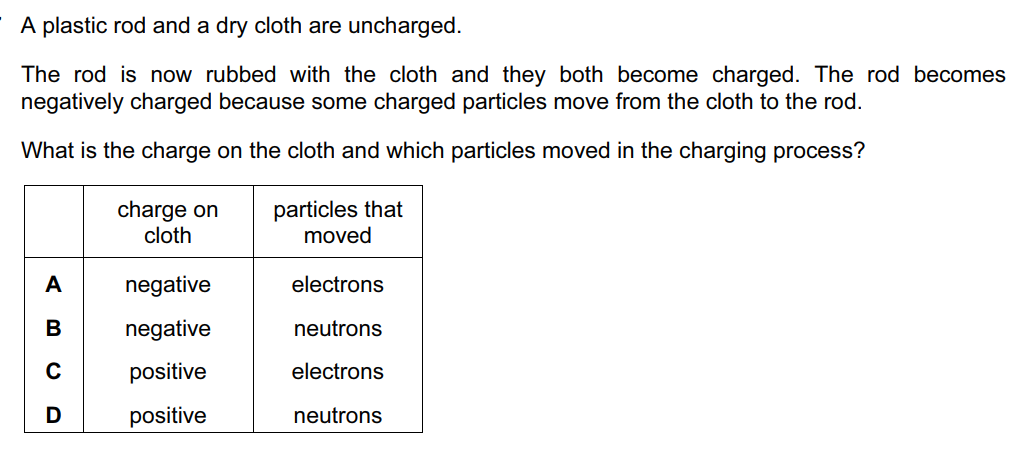 A plastic rod and a dry cloth are uncharged.
The rod is now rubbed with the cloth and they both become charged. The rod becomes
negatively charged because some charged particles move from the cloth to the rod.
What is the charge on the cloth and which particles moved in the charging process?
charge on cloth particles that moved
A negative electrons
B negative neutrons
C positive electrons
D positive neutrons